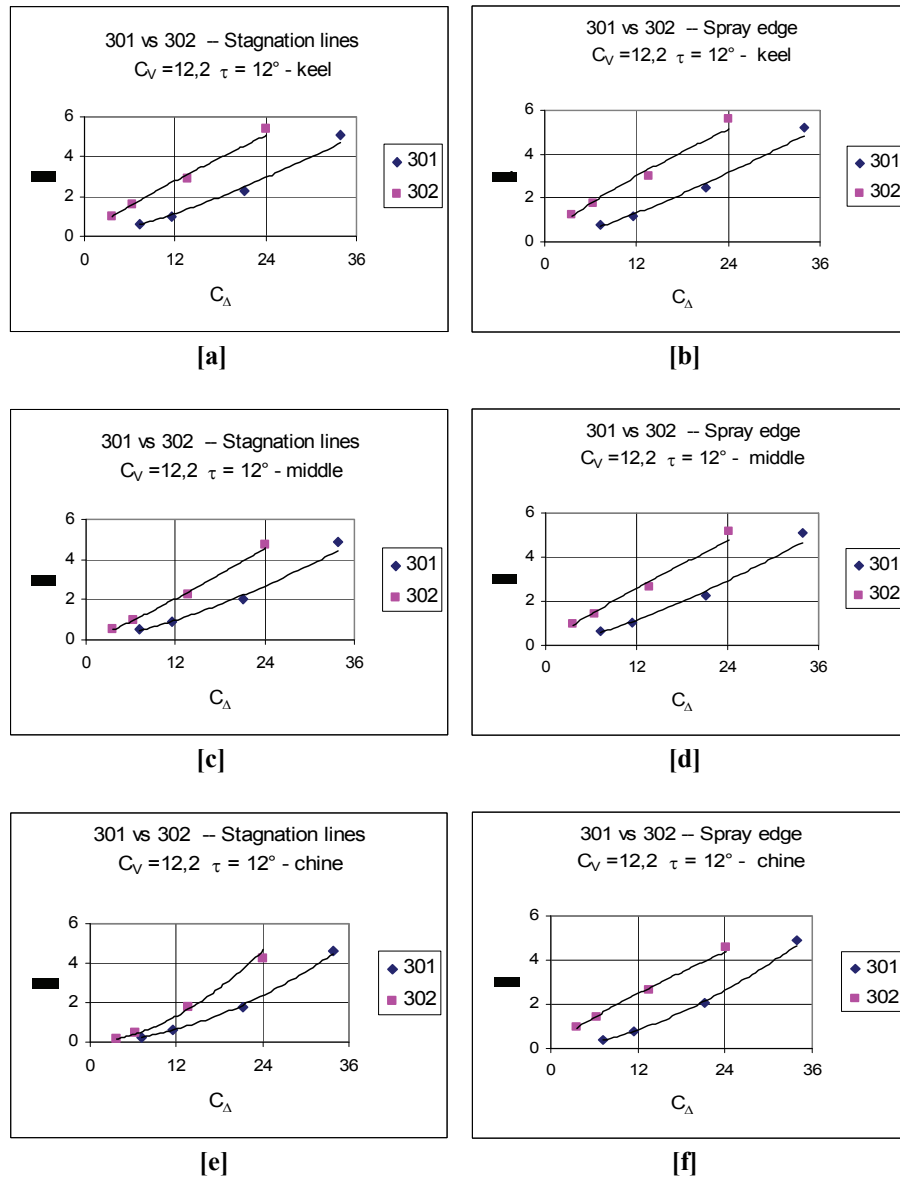 301 vs 302 -- Stagnation lines
CV =12,2 τ = 12° - keel
6
4
2
0
0 12 24 36
CΔ
301
302
[a]
301 vs 302 -- Spray edge
CV =12,2 τ = 12° - keel
6
4
2
0
0 12 24 36
CΔ
301
302
[b]
301 vs 302 -- Stagnation lines
CV =12,2 τ = 12° - middle
6
4
2
0
0 12 24 36
CΔ
301
302
[c]
301 vs 302 -- Spray edge
CV =12,2 τ = 12° - middle
6
4
2
0
0 12 24 36
CΔ
301
302
[d]
301 vs 302 -- Stagnation lines
CV =12,2 τ = 12° - chine
6
4
2
0
0 12 24 36
CΔ
301
302
[e]
301 vs 302 -- Spray edge
CV =12,2 τ = 12° - chine
6
4
2
0
0 12 24 36
CΔ
301
302
[f]